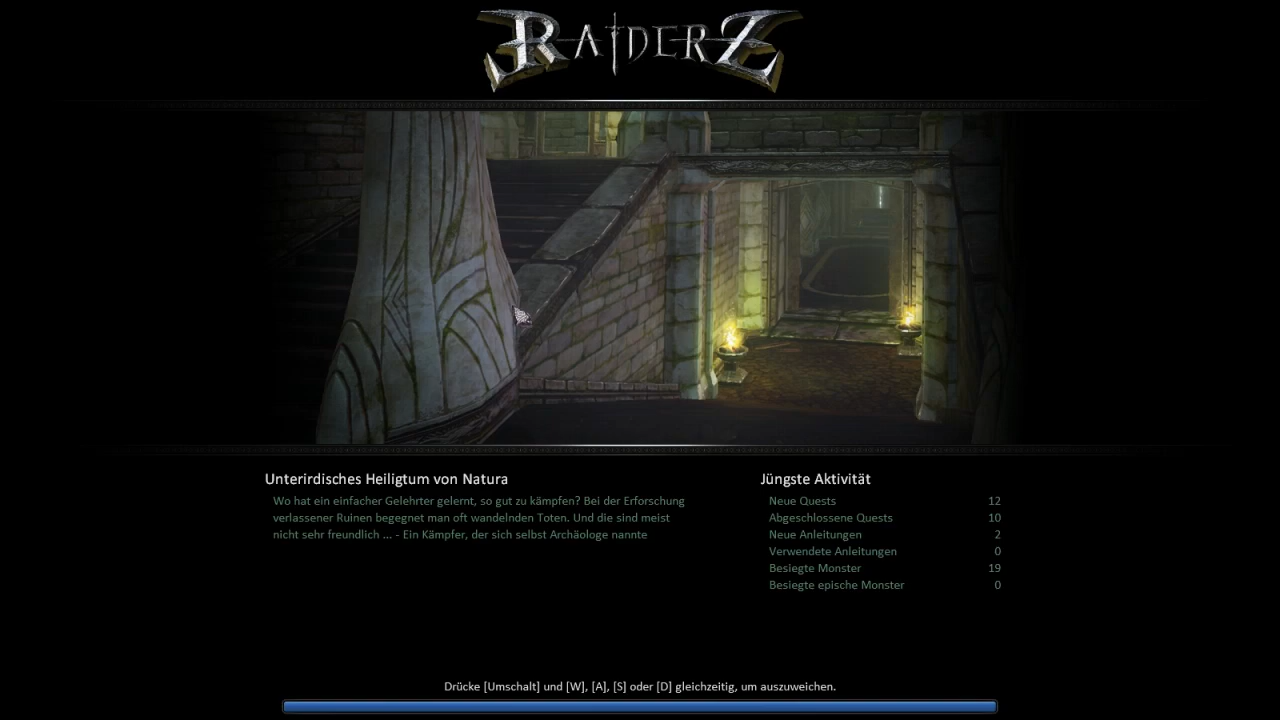 RAIDERZ
Unterirdisches Heiligtum von Natura
Wo hat ein einfacher Gelehrter gelernt, so gut zu kämpfen? Bei der Erforschung
verlassener Ruinen begegnet man oft wandelnden Toten. Und die sind meist
nicht sehr freundlich ... - Ein Kämpfer, der sich selbst Archäologe nannte
Jüngste Aktivität
Neue Quests 12
Abgeschlossene Quests 10
Neue Anleitungen 2
Verwendete Anleitungen 0
Besiegte Monster 19
Besiegte epische Monster 0
Drücke [Umschalt] und [W], [A], [S] oder [D] gleichzeitig, um auszuweichen.